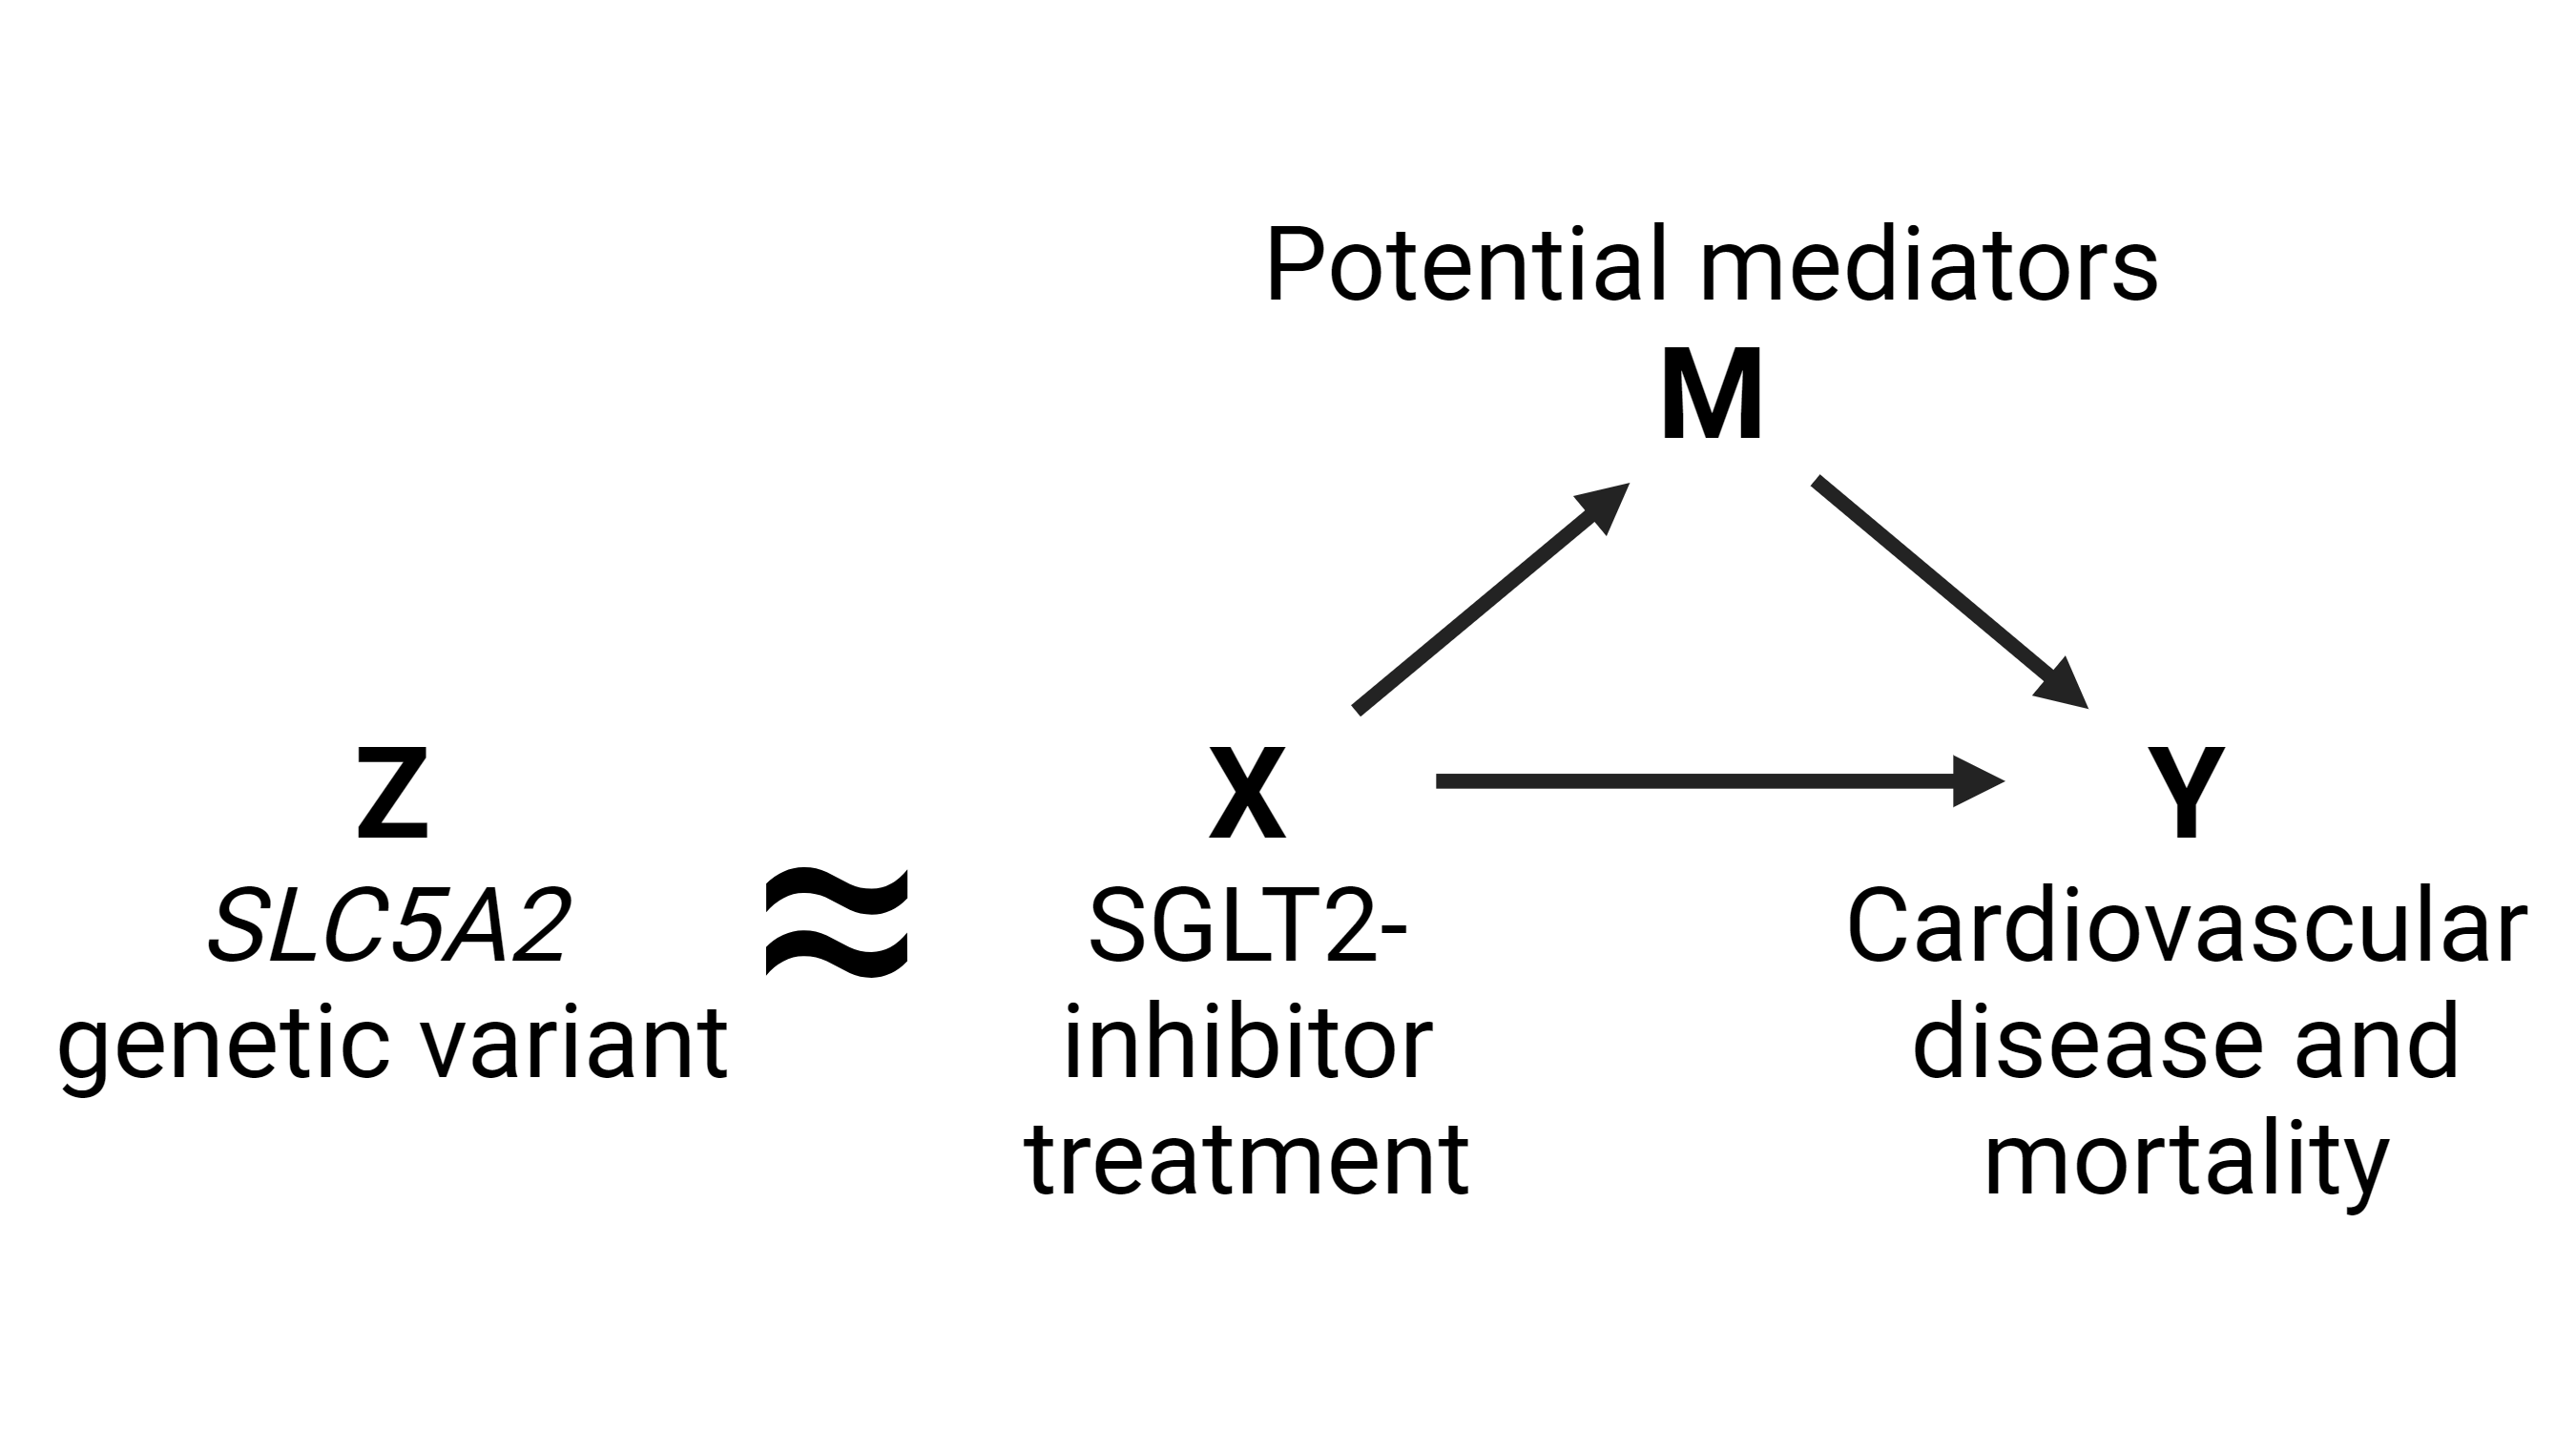 Potential mediators
M
Z
SLC5A2
genetic variant
≈
X
SGLT2-
inhibitor
treatment
Y
Cardiovascular
disease and
mortality